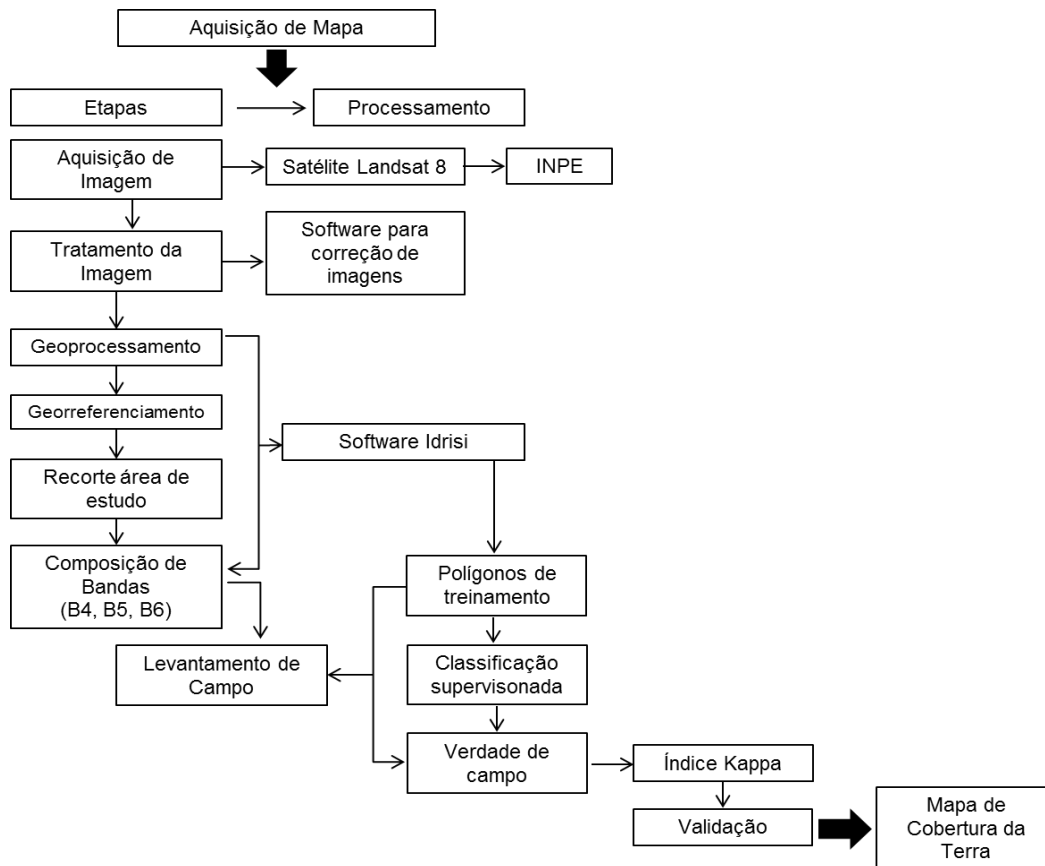 Aquisição de Mapa
Etapas
Processamento
Aquisição de
Imagem
Satélite Landsat 8
INPE
Tratamento da
Imagem
Software para
correção de
imagens
Geoprocessamento
Georreferenciamento
Software Idrisi
Recorte área de
estudo
Composição de
Bandas
(B4, B5, B6)
Polígonos de
treinamento
Levantamento de
Campo
Classificação
supervisonada
Verdade de
campo
Índice Kappa
Validação
Mapa de
Cobertura da
Terra